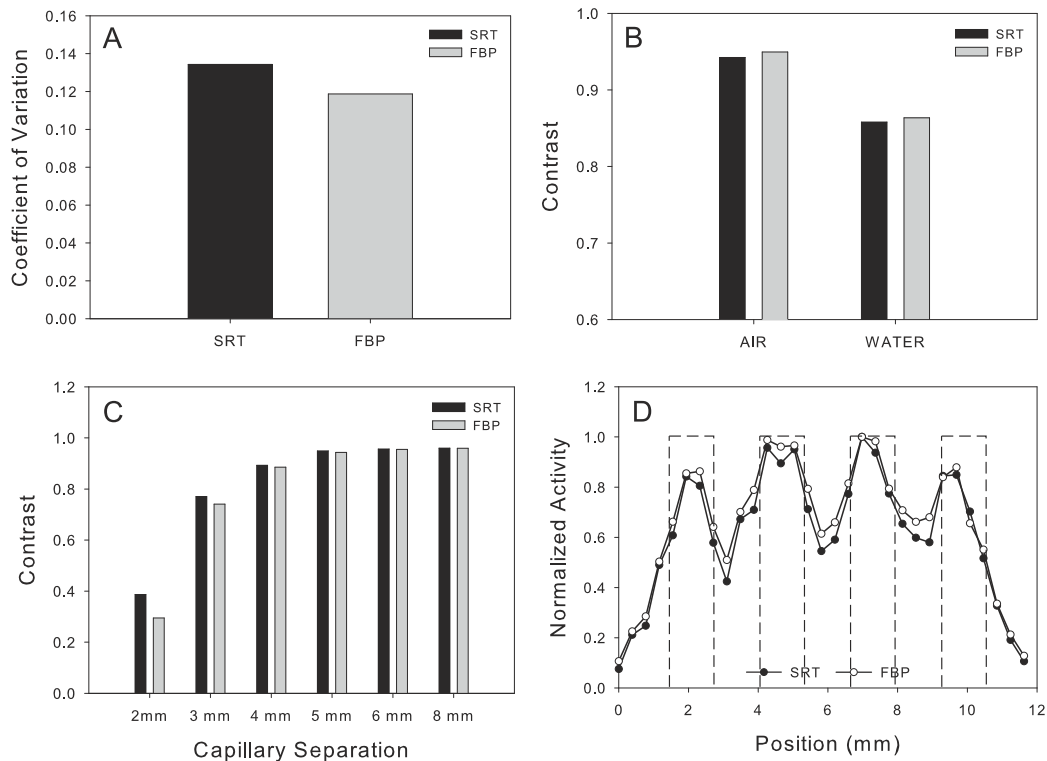 A
0.16
0.14
0.12
0.10
0.08
0.06
0.04
0.02
0.00
Coefficient of Variation
SRT
FBP
SRT FBP
B
1.0
0.9
0.8
0.7
0.6
Contrast
SRT
FBP
AIR WATER
C
1.2
1.0
0.8
0.6
0.4
0.2
0.0
Contrast
SRT
FBP
2mm 3 mm 4 mm 5 mm 6 mm 8 mm
Capillary Separation
D
1.2
1.0
0.8
0.6
0.4
0.2
0.0
Normalized Activity
SRT FBP
0 2 4 6 8 10 12
Position (mm)